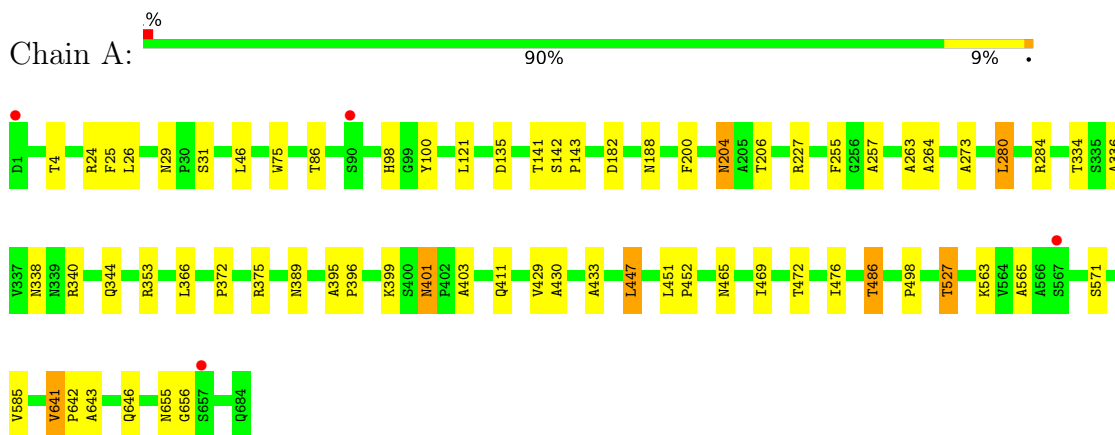 .%
Chain A:
90% 9% •
D1 T4 R24 F25 L26 N29 P30 S31 L46 W75 T86 S90 H98 G99 Y100 L121 D135 T141 S142 P143 D182 N188 F200 N204 A205 T206 R227 F255 G256 A257 A263 A264 A273 L280 R284 T334 S335 A336
V337 N338 N339 R340 Q344 R353 L366 P372 R375 N389 A395 P396 K399 S400 N401 P402 A403 Q411 V429 A430 A433 L447 L451 P452 N465 I469 T472 I476 T486 P498 T527 K563 V564 A565 A566 S567 S571
V585 V641 P642 A643 Q646 N655 G656 S657 Q684